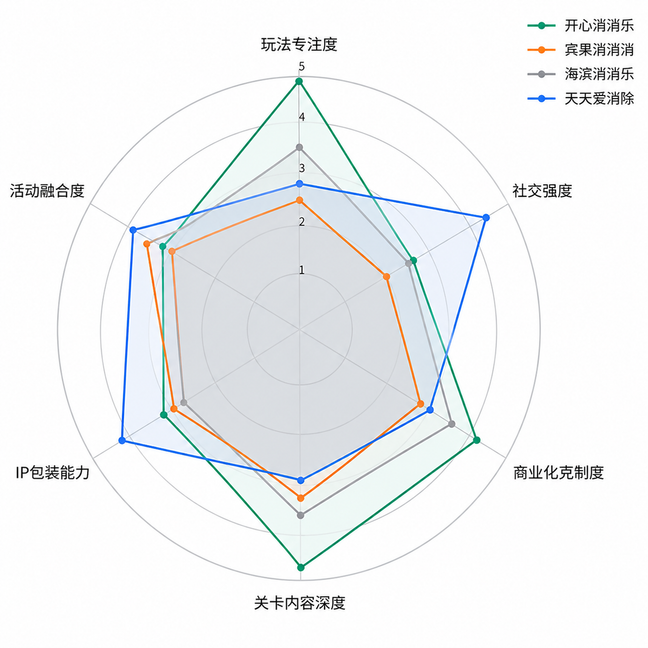 开心消消乐
宾果消消消
海滨消消乐
天天爱消除
玩法专注度
5
4
3
2
1
活动融合度
社交强度
IP包装能力
商业化克制度
关卡内容深度